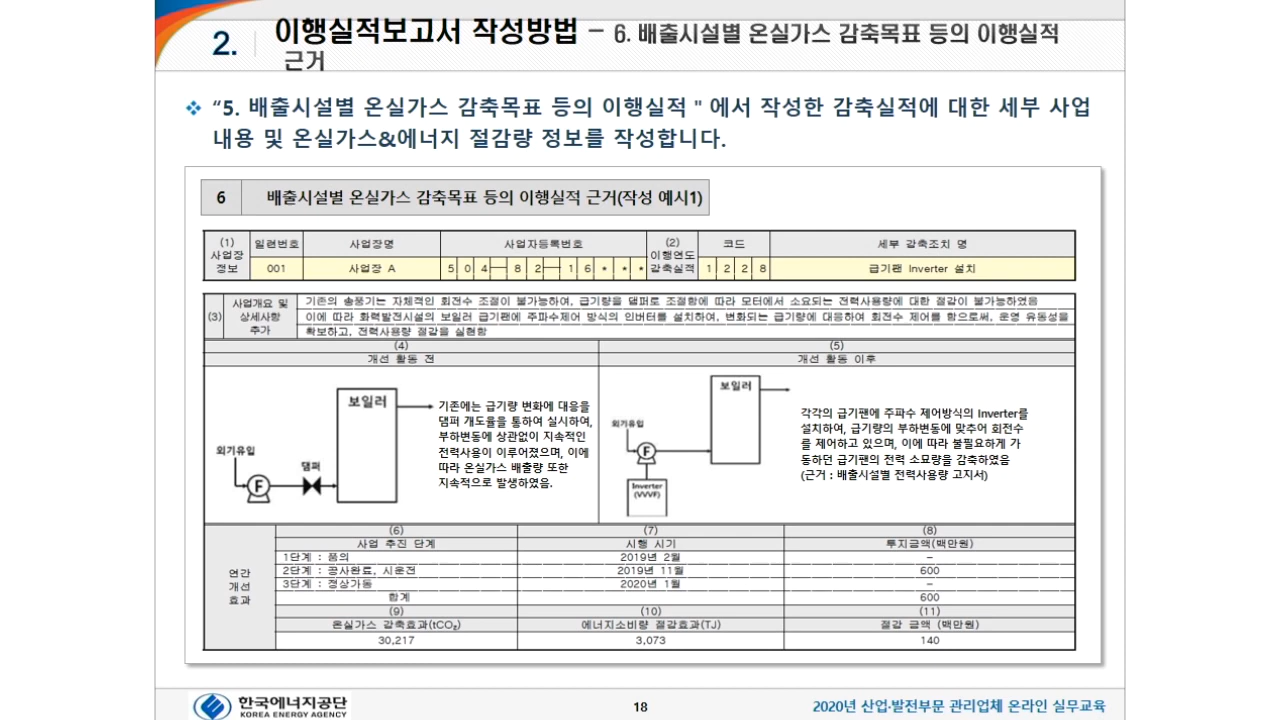 2.
이행실적보고서 작성방법 – 6. 배출시설별 온실가스 감축목표 등의 이행실적
근거
“5. 배출시설별 온실가스 감축목표 등의 이행실적 " 에서 작성한 감축실적에 대한 세부 사업
내용 및 온실가스&에너지 절감량 정보를 작성합니다.
6 배출시설별 온실가스 감축목표 등의 이행실적 근거(작성 예시1)
(1) 사업장 정보 일련번호 사업장명 사업자등록번호 (2) 이행연도 감축실적 코드 세부 감축조치 명
001 사업장 A 5 0 4 — 8 2 — 1 6 * * * 1 2 2 8 급기팬 Inverter 설치
(3) 사업개요 및 상세사항 추가
기존의 송풍기는 자체적인 회전수 조절이 불가능하여, 급기량을 댐퍼로 조절함에 따라 모터에서 소요되는 전력사용량에 대한 절감이 불가능하였음
이에 따라 화력발전시설의 보일러 급기팬에 주파수제어 방식의 인버터를 설치하여, 변화되는 급기량에 대응하여 회전수 제어를 함으로써, 운영 유동성을
확보하고, 전력사용량 절감을 실현함
(4) (5)
개선 활동 전 개선 활동 이후
보일러
외기유입
댐퍼
F
기존에는 급기량 변화에 대응을
댐퍼 개도율을 통하여 실시하여,
부하변동에 상관없이 지속적인
전력사용이 이루어졌으며, 이에
따라 온실가스 배출량 또한
지속적으로 발생하였음.
보일러
외기유입
F
Inverter
(VVVF)
각각의 급기팬에 주파수 제어방식의 Inverter를
설치하여, 급기량의 부하변동에 맞추어 회전수
를 제어하고 있으며, 이에 따라 불필요하게 가
동하던 급기팬의 전력 소묘량을 감축하였음
(근거 : 배출시설별 전력사용량 고지서)
연간 개선 효과
(6) (7) (8)
사업 추진 단계 시행 시기 투지금액(백만원)
1단계 : 품의 2019년 2월 –
2단계 : 공사완료, 시운전 2019년 11월 600
3단계 : 정상가동 2020년 1월 –
합계 600
(9) (10) (11)
온실가스 감축효과(tCO₂) 에너지소비량 절감효과(TJ) 절감 금액 (백만원)
30,217 3,073 140
한국에너지공단
KOREA ENERGY AGENCY
18
2020년 산업·발전부문 관리업체 온라인 실무교육